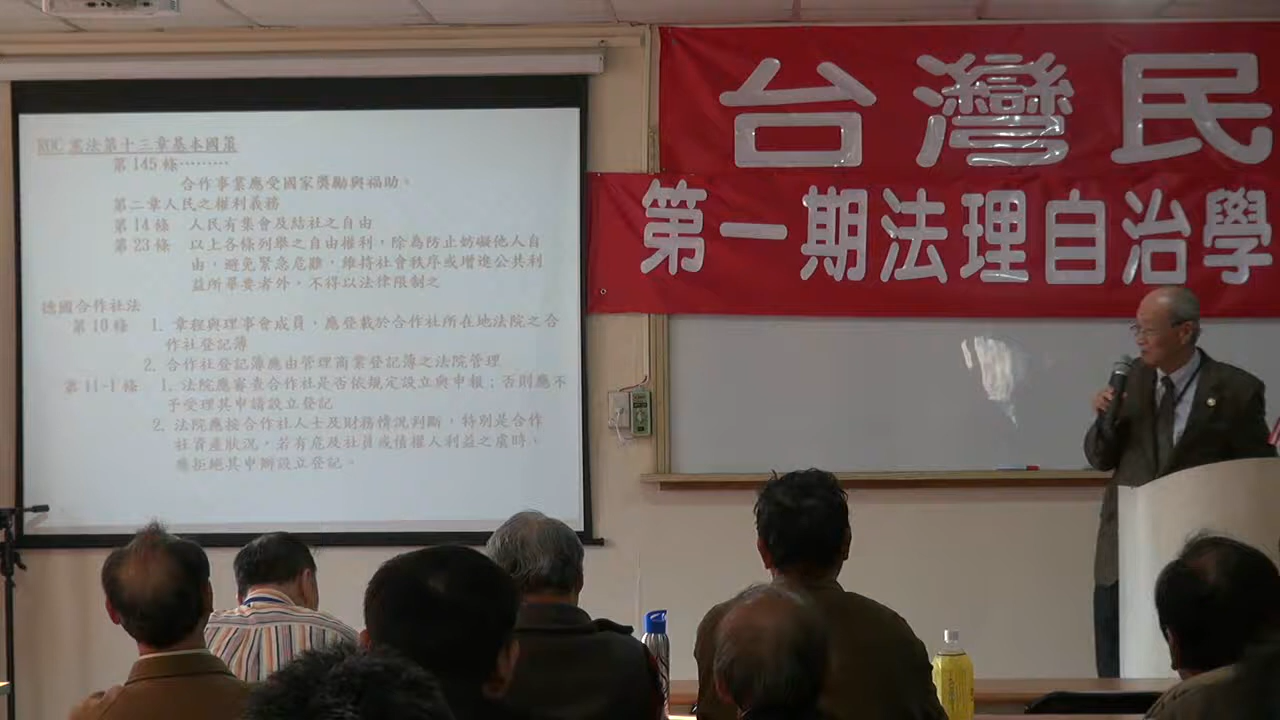 ROC憲法第十三章基本國策
第145條………
合作事業應受國家獎勵與福助。
第二章人民之權利義務
第14條 人民有集會及結社之自由
第23條 以上各條列舉之自由權利，除為防止妨礙他人自
由，避免緊急危難，維持社會秩序或增進公共利
益所畢要者外，不得以法律限制之
德國合作社法
第10條 1. 章程與理事會成員，應登載於合作社所在地法院之合
作社登記簿
2. 合作社登記簿應由管理商業登記簿之法院管理
第11-1條 1. 法院應審查合作社是否依規定設立與申報；否則應不
予受理其申請設立登記
2. 法院應按合作社人士及財務情況判斷，特別是合作
社資產狀況，若有危及社員或債權人利益之虞時，
應拒絕其申辦設立登記。
台灣民
第一期法理自治學